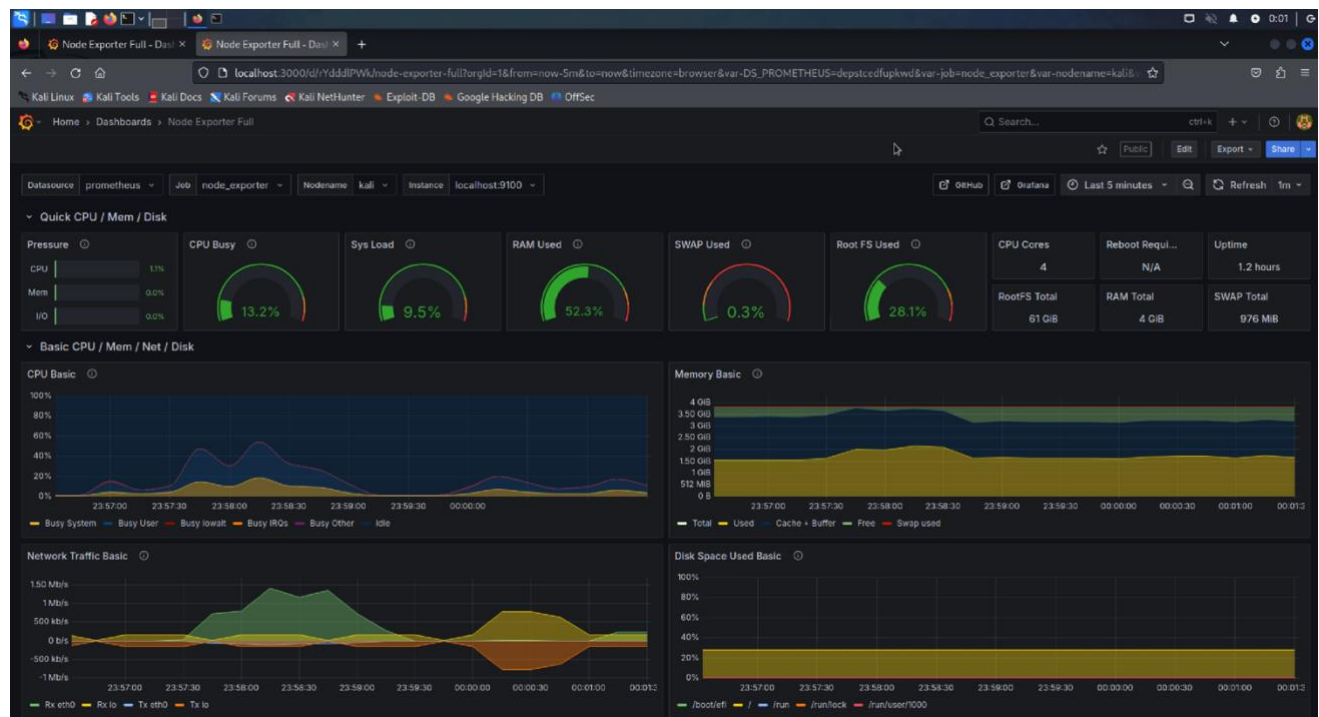 0:01
Node Exporter Full - Das
Node Exporter Full - Das
localhost:3000/d/rYdddlPWk/node-exporter-full?orgId=1&from=now-5m&to=now&timezone=browser&var-DS_PROMETHEUS=depstcedfupkwd&var-job=node_exporter&var-nodename=kali&
Kali Linux Kali Tools Kali Docs Kali Forums Kali NetHunter Exploit-DB Google Hacking DB OffSec
Home › Dashboards › Node Exporter Full
Search... ctrl+k
Public Edit Export Share
Datasource prometheus Job node_exporter Nodename kali Instance localhost:9100
GitHub Grafana Last 5 minutes Refresh 1m
Quick CPU / Mem / Disk
Pressure CPU Busy Sys Load RAM Used SWAP Used Root FS Used CPU Cores Reboot Requi... Uptime
CPU 1.1%
Mem 0.0%
I/O 0.0%
13.2% 9.5% 52.3% 0.3% 28.1%
4 N/A 1.2 hours
RootFS Total RAM Total SWAP Total
61 GiB 4 GiB 976 MiB
Basic CPU / Mem / Net / Disk
CPU Basic
100%
80%
60%
40%
20%
0%
23:57:00 23:57:30 23:58:00 23:58:30 23:59:00 23:59:30 00:00:00
Busy System Busy User Busy Iowait Busy IRQs Busy Other Idle
Memory Basic
4 GiB
3.50 GiB
3 GiB
2.50 GiB
2 GiB
1.50 GiB
1 GiB
512 MiB
0 B
23:57:00 23:57:30 23:58:00 23:58:30 23:59:00 23:59:30 00:00:00 00:00:30 00:01:00 00:01:3
Total Used Cache + Buffer Free Swap used
Network Traffic Basic
1.50 Mb/s
1 Mb/s
500 kb/s
0 b/s
-500 kb/s
-1 Mb/s
23:57:00 23:57:30 23:58:00 23:58:30 23:59:00 23:59:30 00:00:00 00:00:30 00:01:00 00:01:3
Rx eth0 Rx lo Tx eth0 Tx lo
Disk Space Used Basic
100%
80%
60%
40%
20%
0%
23:57:00 23:57:30 23:58:00 23:58:30 23:59:00 23:59:30 00:00:00 00:00:30 00:01:00 00:01:3
/boot/efi / /run /run/lock /run/user/1000